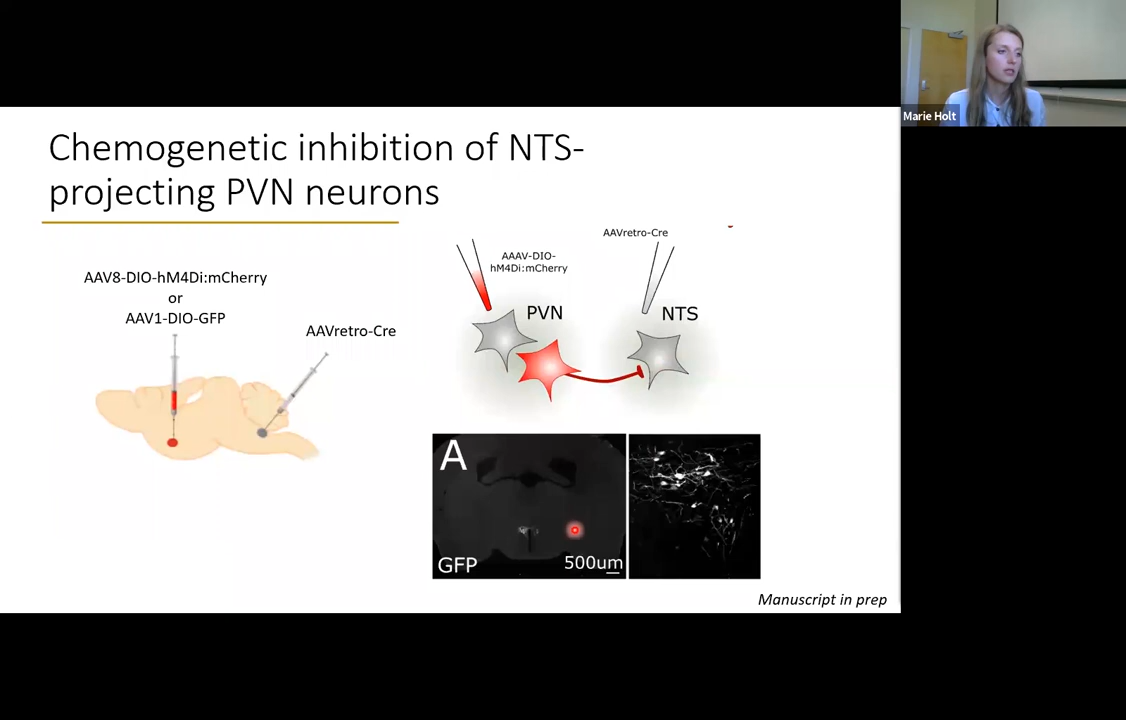 Marie Holt
Chemogenetic inhibition of NTS-
projecting PVN neurons
AAV8-DIO-hM4Di:mCherry
or
AAV1-DIO-GFP
AAVretro-Cre
AAVretro-Cre
AAAV-DIO-
hM4Di:mCherry
PVN
NTS
A
GFP
500um
Manuscript in prep